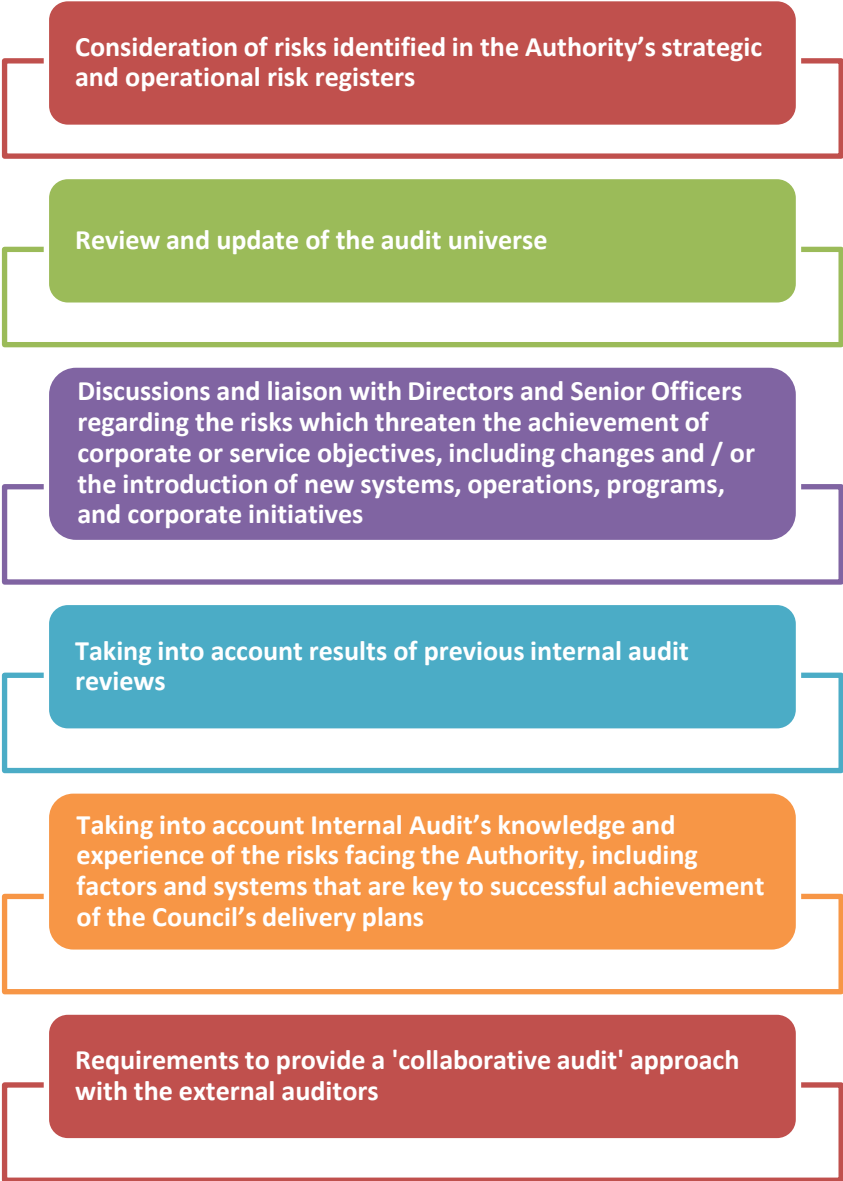 Consideration of risks identified in the Authority’s strategic
and operational risk registers
Review and update of the audit universe
Discussions and liaison with Directors and Senior Officers
regarding the risks which threaten the achievement of
corporate or service objectives, including changes and / or
the introduction of new systems, operations, programs,
and corporate initiatives
Taking into account results of previous internal audit
reviews
Taking into account Internal Audit’s knowledge and
experience of the risks facing the Authority, including
factors and systems that are key to successful achievement
of the Council’s delivery plans
Requirements to provide a 'collaborative audit' approach
with the external auditors